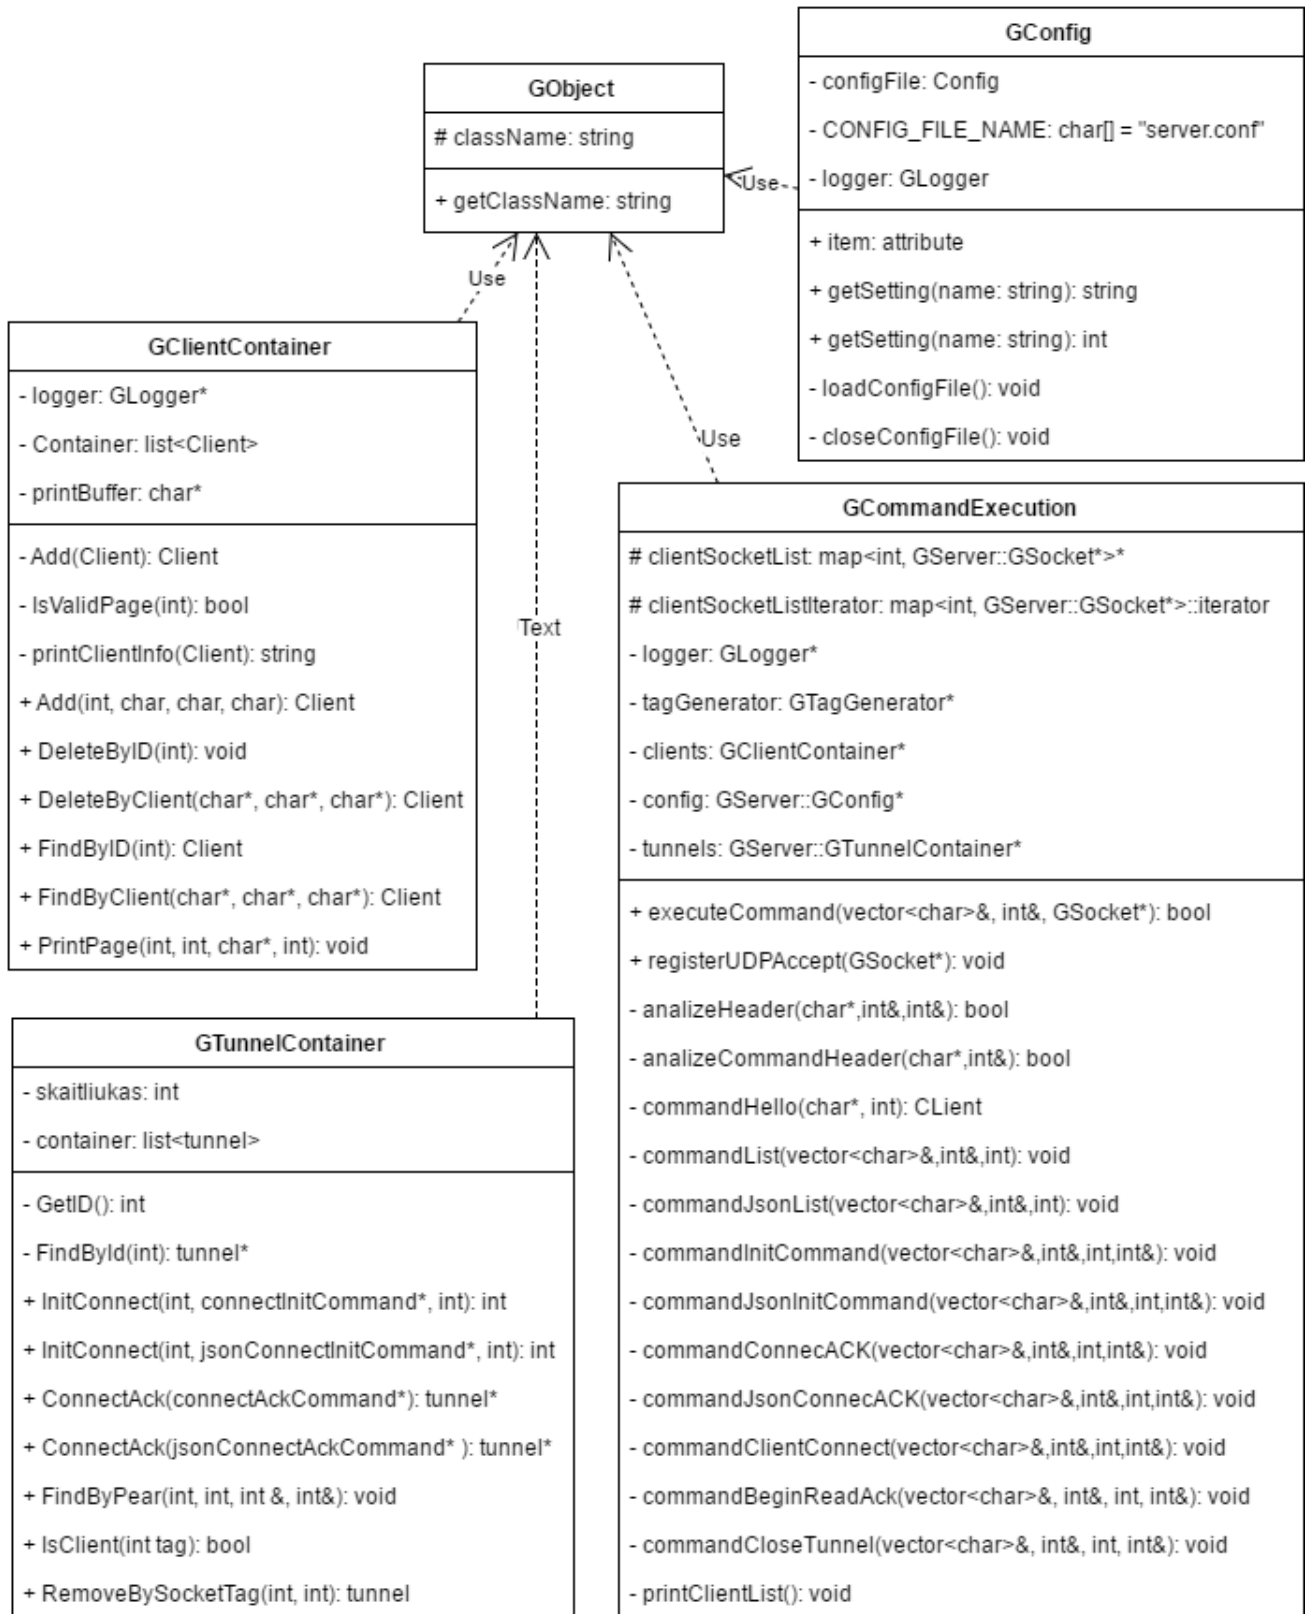 GConfig
- configFile: Config
- CONFIG_FILE_NAME: char[] = "server.conf"
- logger: GLogger
+ item: attribute
+ getSetting(name: string): string
+ getSetting(name: string): int
- loadConfigFile(): void
- closeConfigFile(): void
GObject
# className: string
+ getClassName: string
Use
Use
Use
Text
GClientContainer
- logger: GLogger*
- Container: list<Client>
- printBuffer: char*
- Add(Client): Client
- IsValidPage(int): bool
- printClientInfo(Client): string
+ Add(int, char, char, char): Client
+ DeleteByID(int): void
+ DeleteByClient(char*, char*, char*): Client
+ FindByID(int): Client
+ FindByClient(char*, char*, char*): Client
+ PrintPage(int, int, char*, int): void
GTunnelContainer
- skaitliukas: int
- container: list<tunnel>
- GetID(): int
- FindById(int): tunnel*
+ InitConnect(int, connectInitCommand*, int): int
+ InitConnect(int, jsonConnectInitCommand*, int): int
+ ConnectAck(connectAckCommand*): tunnel*
+ ConnectAck(jsonConnectAckCommand* ): tunnel*
+ FindByPear(int, int, int &, int&): void
+ IsClient(int tag): bool
+ RemoveBySocketTag(int, int): tunnel
GCommandExecution
# clientSocketList: map<int, GServer::GSocket*>*
# clientSocketListIterator: map<int, GServer::GSocket*>::iterator
- logger: GLogger*
- tagGenerator: GTagGenerator*
- clients: GClientContainer*
- config: GServer::GConfig*
- tunnels: GServer::GTunnelContainer*
+ executeCommand(vector<char>&, int&, GSocket*): bool
+ registerUDPAccept(GSocket*): void
- analizeHeader(char*,int&,int&): bool
- analizeCommandHeader(char*,int&): bool
- commandHello(char*, int): CLient
- commandList(vector<char>&,int&,int): void
- commandJsonList(vector<char>&,int&,int): void
- commandInitCommand(vector<char>&,int&,int,int&): void
- commandJsonInitCommand(vector<char>&,int&,int,int&): void
- commandConnecACK(vector<char>&,int&,int,int&): void
- commandJsonConnecACK(vector<char>&,int&,int,int&): void
- commandClientConnect(vector<char>&,int&,int,int&): void
- commandBeginReadAck(vector<char>&, int&, int, int&): void
- commandCloseTunnel(vector<char>&, int&, int, int&): void
- printClientList(): void